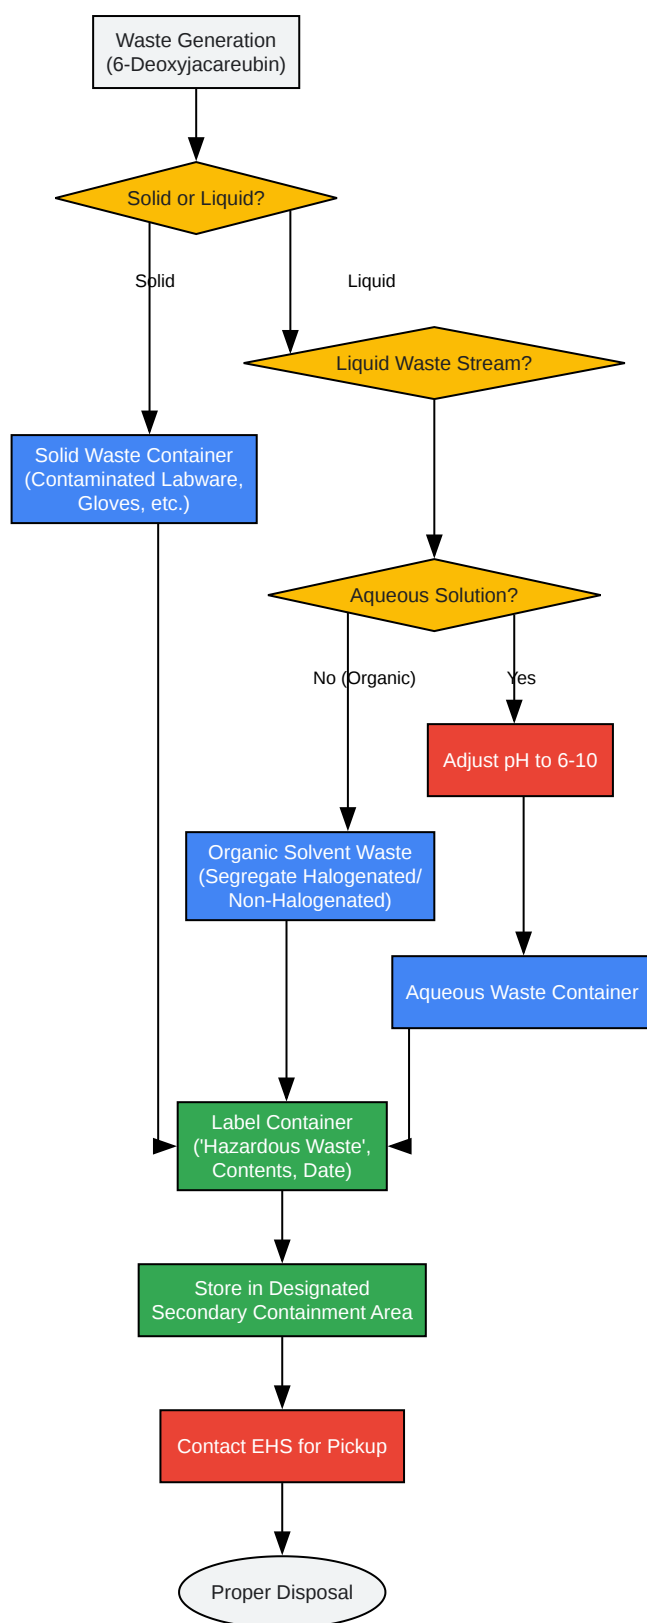 Waste Generation
(6-Deoxyjacareubin)
Solid or Liquid?
Solid
Liquid
Liquid Waste Stream?
Solid Waste Container
(Contaminated Labware,
Gloves, etc.)
Aqueous Solution?
No (Organic)
Yes
Adjust pH to 6-10
Organic Solvent Waste
(Segregate Halogenated/
Non-Halogenated)
Aqueous Waste Container
Label Container
('Hazardous Waste',
Contents, Date)
Store in Designated
Secondary Containment Area
Contact EHS for Pickup
Proper Disposal